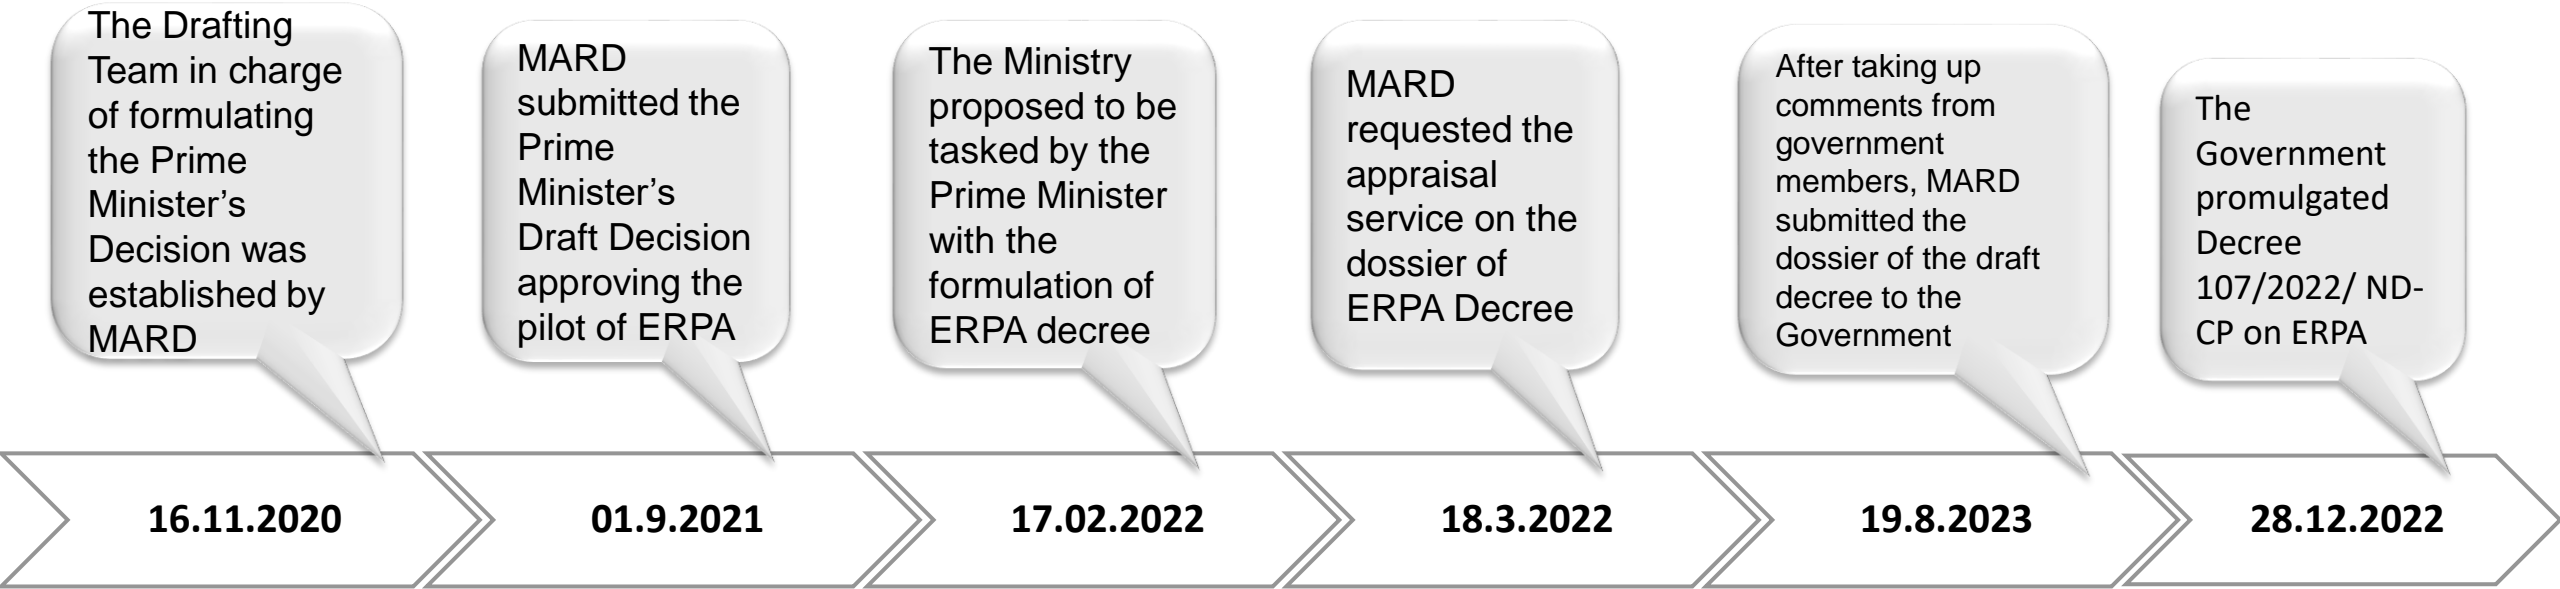 The Drafting
Team in charge
of formulating
the Prime
Minister’s
Decision was
established by
MARD
MARD
submitted the
Prime
Minister’s
Draft Decision
approving the
pilot of ERPA
The Ministry
proposed to be
tasked by the
Prime Minister
with the
formulation of
ERPA decree
MARD
requested the
appraisal
service on the
dossier of
ERPA Decree
After taking up
comments from
government
members, MARD
submitted the
dossier of the draft
decree to the
Government
The
Government
promulgated
Decree
107/2022/ ND-
CP on ERPA
16.11.2020
01.9.2021
17.02.2022
18.3.2022
19.8.2023
28.12.2022